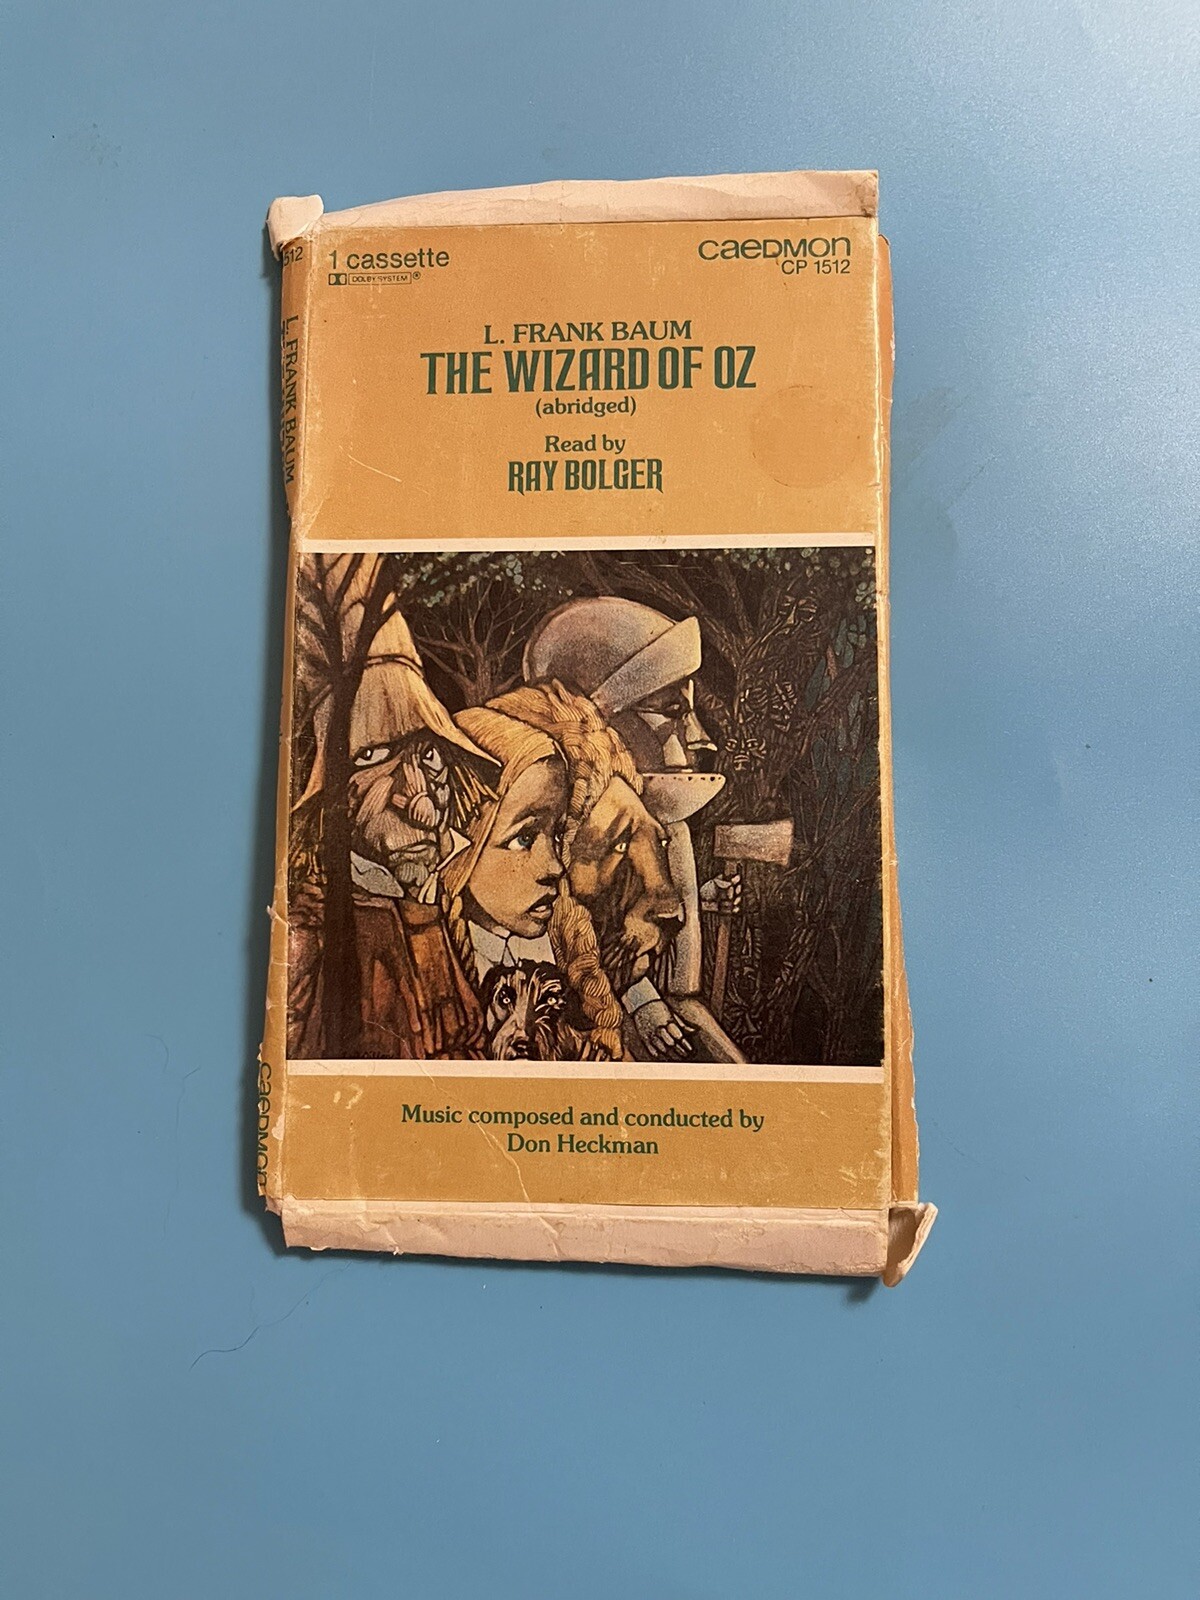 1 cassette
DOLBY SYSTEM®
CAEDMON
CP 1512
L. FRANK BAUM
THE WIZARD OF OZ
(abridged)
Read by
RAY BOLGER
Music composed and conducted by
Don Heckman
512
L. FRANK BAUM
CAEDMON